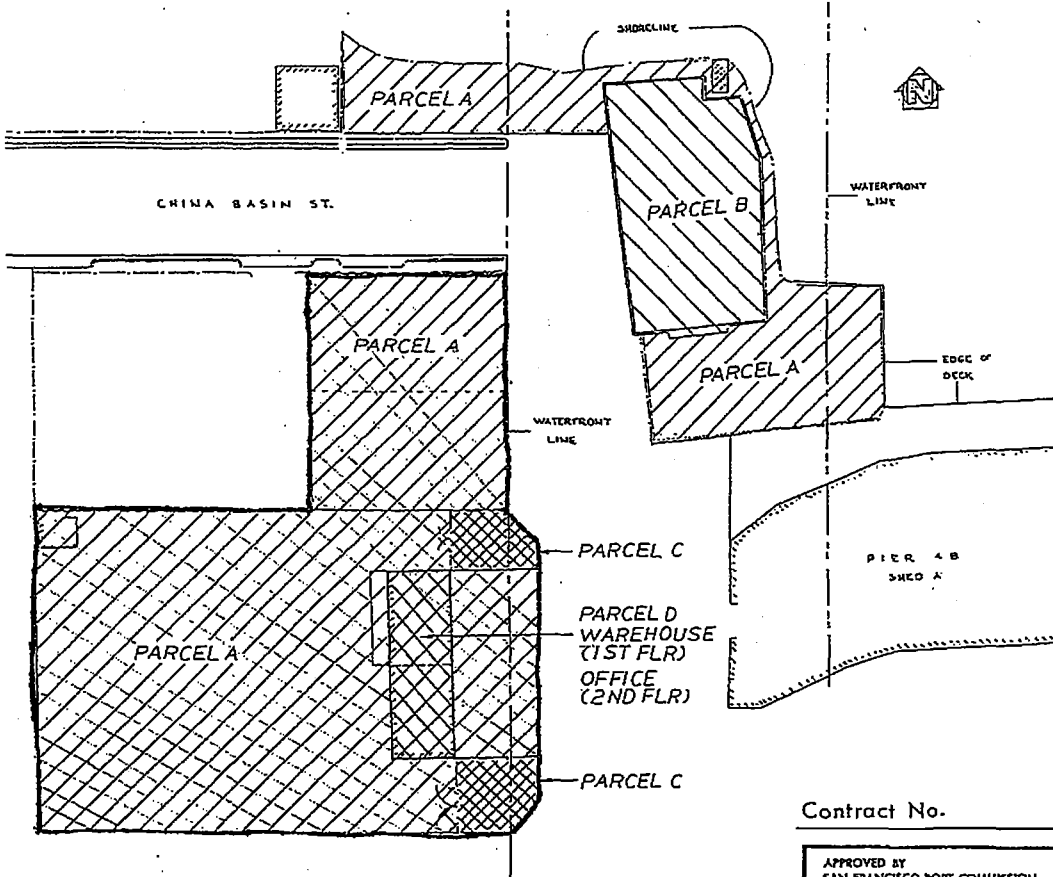 SHORELINE
PARCEL A
N
CHINA BASIN ST.
PARCEL B
WATERFRONT
LINE
PARCEL A
PARCEL A
EDGE OF
DECK
WATERFRONT
LINE
PARCEL C
PIER 48
SHED A
PARCEL D
WAREHOUSE
(1ST FLR)
OFFICE
(2ND FLR)
PARCEL A
PARCEL C
Contract No.
APPROVED BY
SAN FRANCISCO PORT COMMISSION